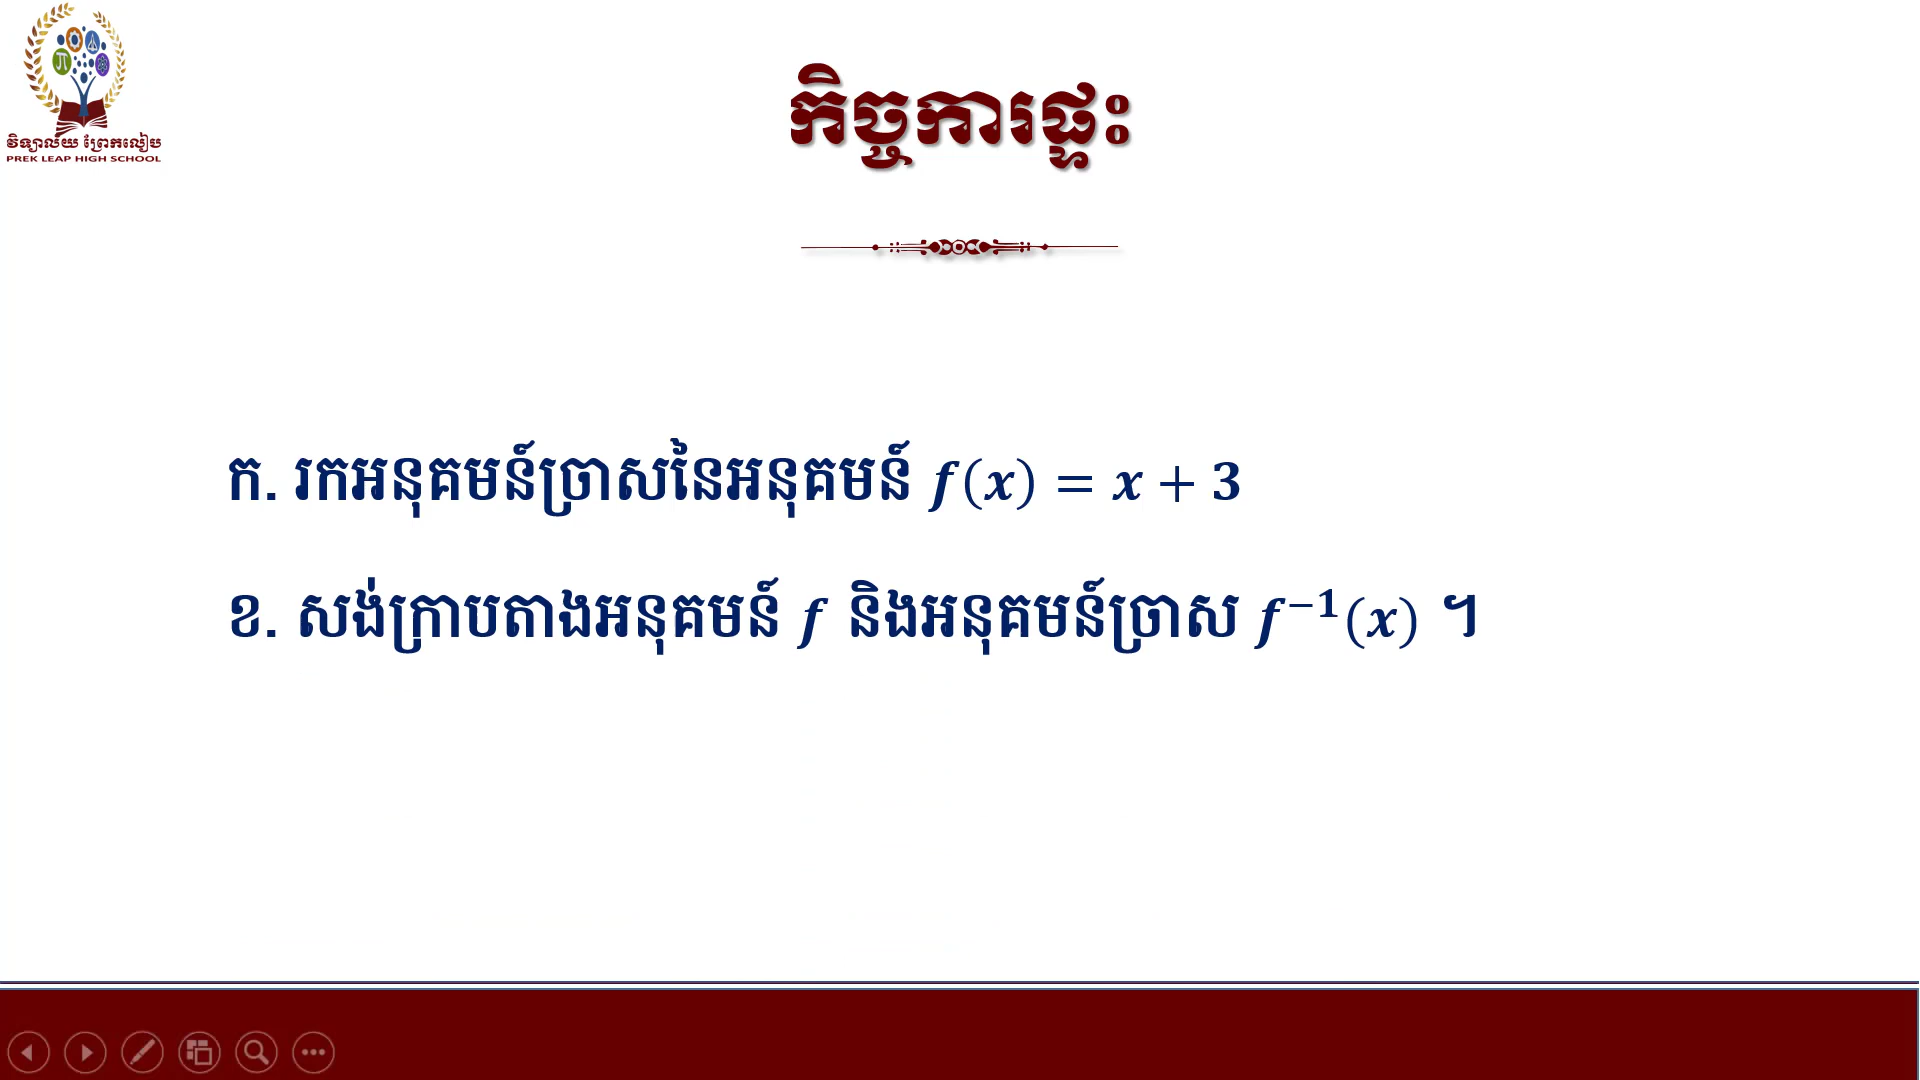 វិទ្យាល័យ ព្រែកលៀប
PREK LEAP HIGH SCHOOL
កិច្ចការផ្ទះ
ក. រកអនុគមន៍ច្រាសនៃអនុគមន៍ f(x) = x + 3
ខ. សង់ក្រាបតាងអនុគមន៍ f និងអនុគមន៍ច្រាស f⁻¹(x) ។